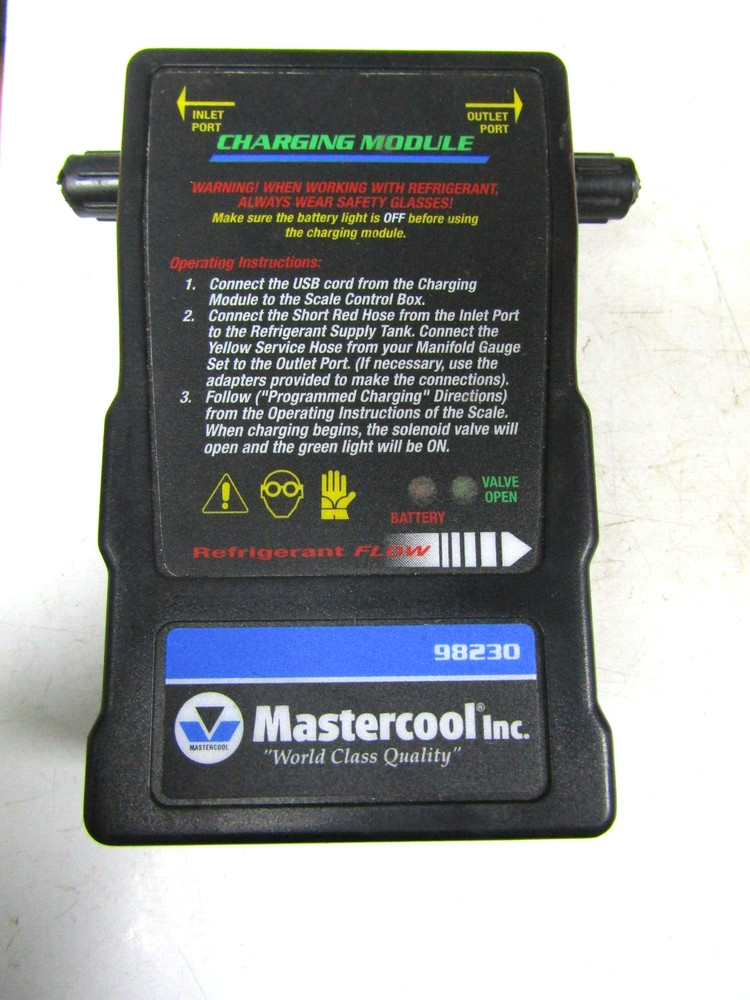 INLET
PORT
OUTLET
PORT
CHARGING MODULE
WARNING! WHEN WORKING WITH REFRIGERANT,
ALWAYS WEAR SAFETY GLASSES!
Make sure the battery light is OFF before using
the charging module.
Operating Instructions:
1. Connect the USB cord from the Charging
Module to the Scale Control Box.
2. Connect the Short Red Hose from the Inlet Port
to the Refrigerant Supply Tank. Connect the
Yellow Service Hose from your Manifold Gauge
Set to the Outlet Port. (If necessary, use the
adapters provided to make the connections).
3. Follow ("Programmed Charging" Directions)
from the Operating Instructions of the Scale.
When charging begins, the solenoid valve will
open and the green light will be ON.
VALVE
OPEN
BATTERY
Refrigerant FLOW
98230
MASTERCOOL
Mastercool® Inc.
"World Class Quality"